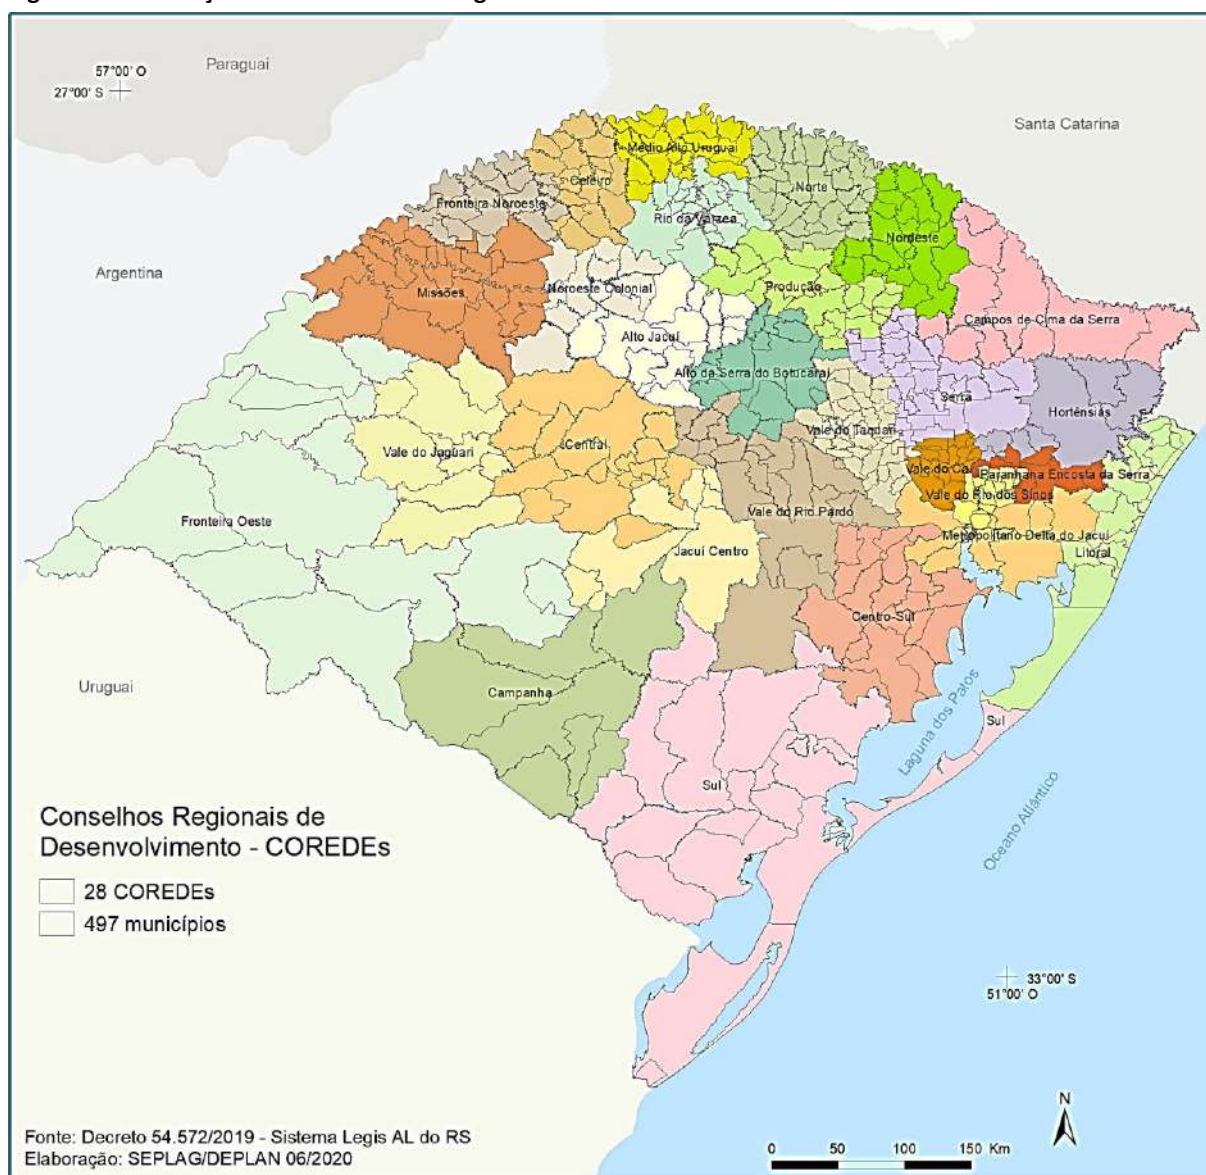 Paraguai
57°00' O
27°00' S
Santa Catarina
Médio Alto Uruguai
Celeiro
Norte
Fronteira Noroeste
Rio da Várzea
Nordeste
Argentina
Missões
Noroeste Colonial
Produção
Campos de Cima da Serra
Alto Jacuí
Alto da Serra do Botucaraí
Serra
Hortênsias
Vale do Taquari
Central
Vale do Jaguari
Vale do Caí
Paranhana Encosta da Serra
Vale do Rio dos Sinos
Vale do Rio Pardo
Fronteira Oeste
Metropolitano Delta do Jacuí
Jacuí Centro
Litoral
Centro-Sul
Uruguai
Campanha
Laguna dos Patos
Sul
Sul
Oceano Atlântico
Conselhos Regionais de
Desenvolvimento - COREDEs
28 COREDEs
497 municípios
33°00' S
51°00' O
N
Fonte: Decreto 54.572/2019 - Sistema Legis AL do RS
Elaboração: SEPLAG/DEPLAN 06/2020
0 50 100 150 Km